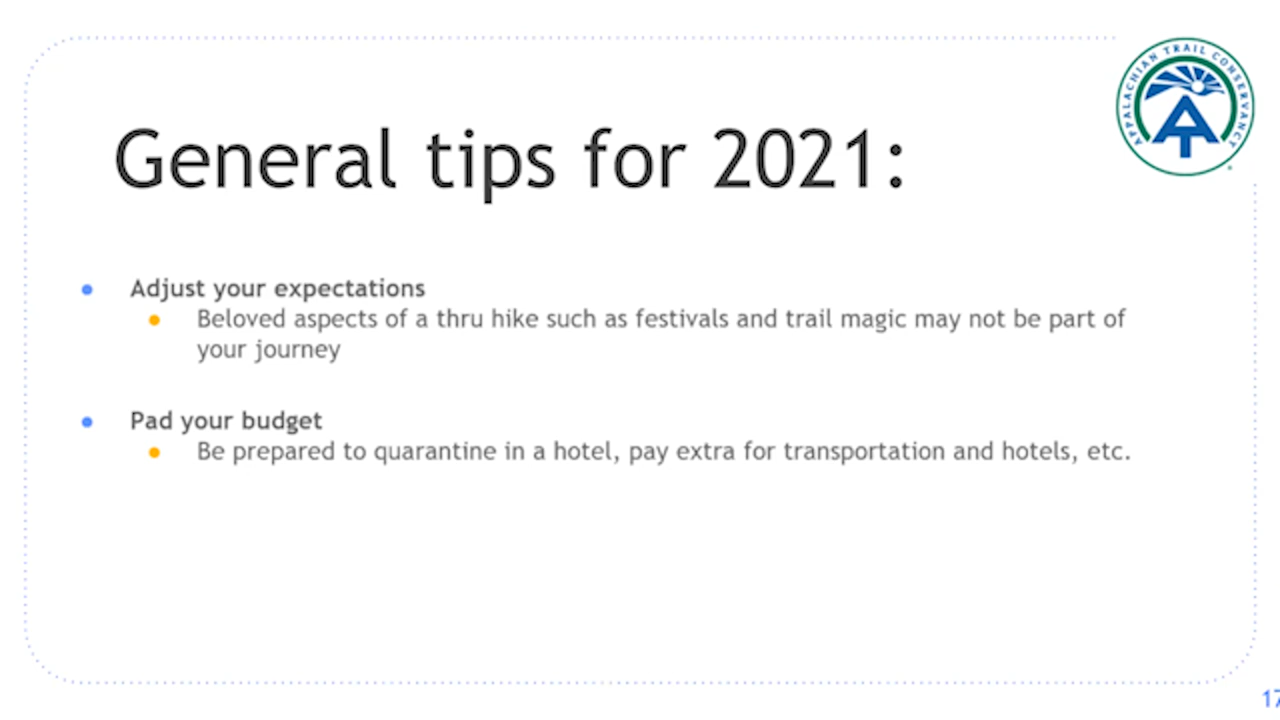 APPALACHIAN TRAIL CONSERVANCY
General tips for 2021:
Adjust your expectations
Beloved aspects of a thru hike such as festivals and trail magic may not be part of
your journey
Pad your budget
Be prepared to quarantine in a hotel, pay extra for transportation and hotels, etc.
17